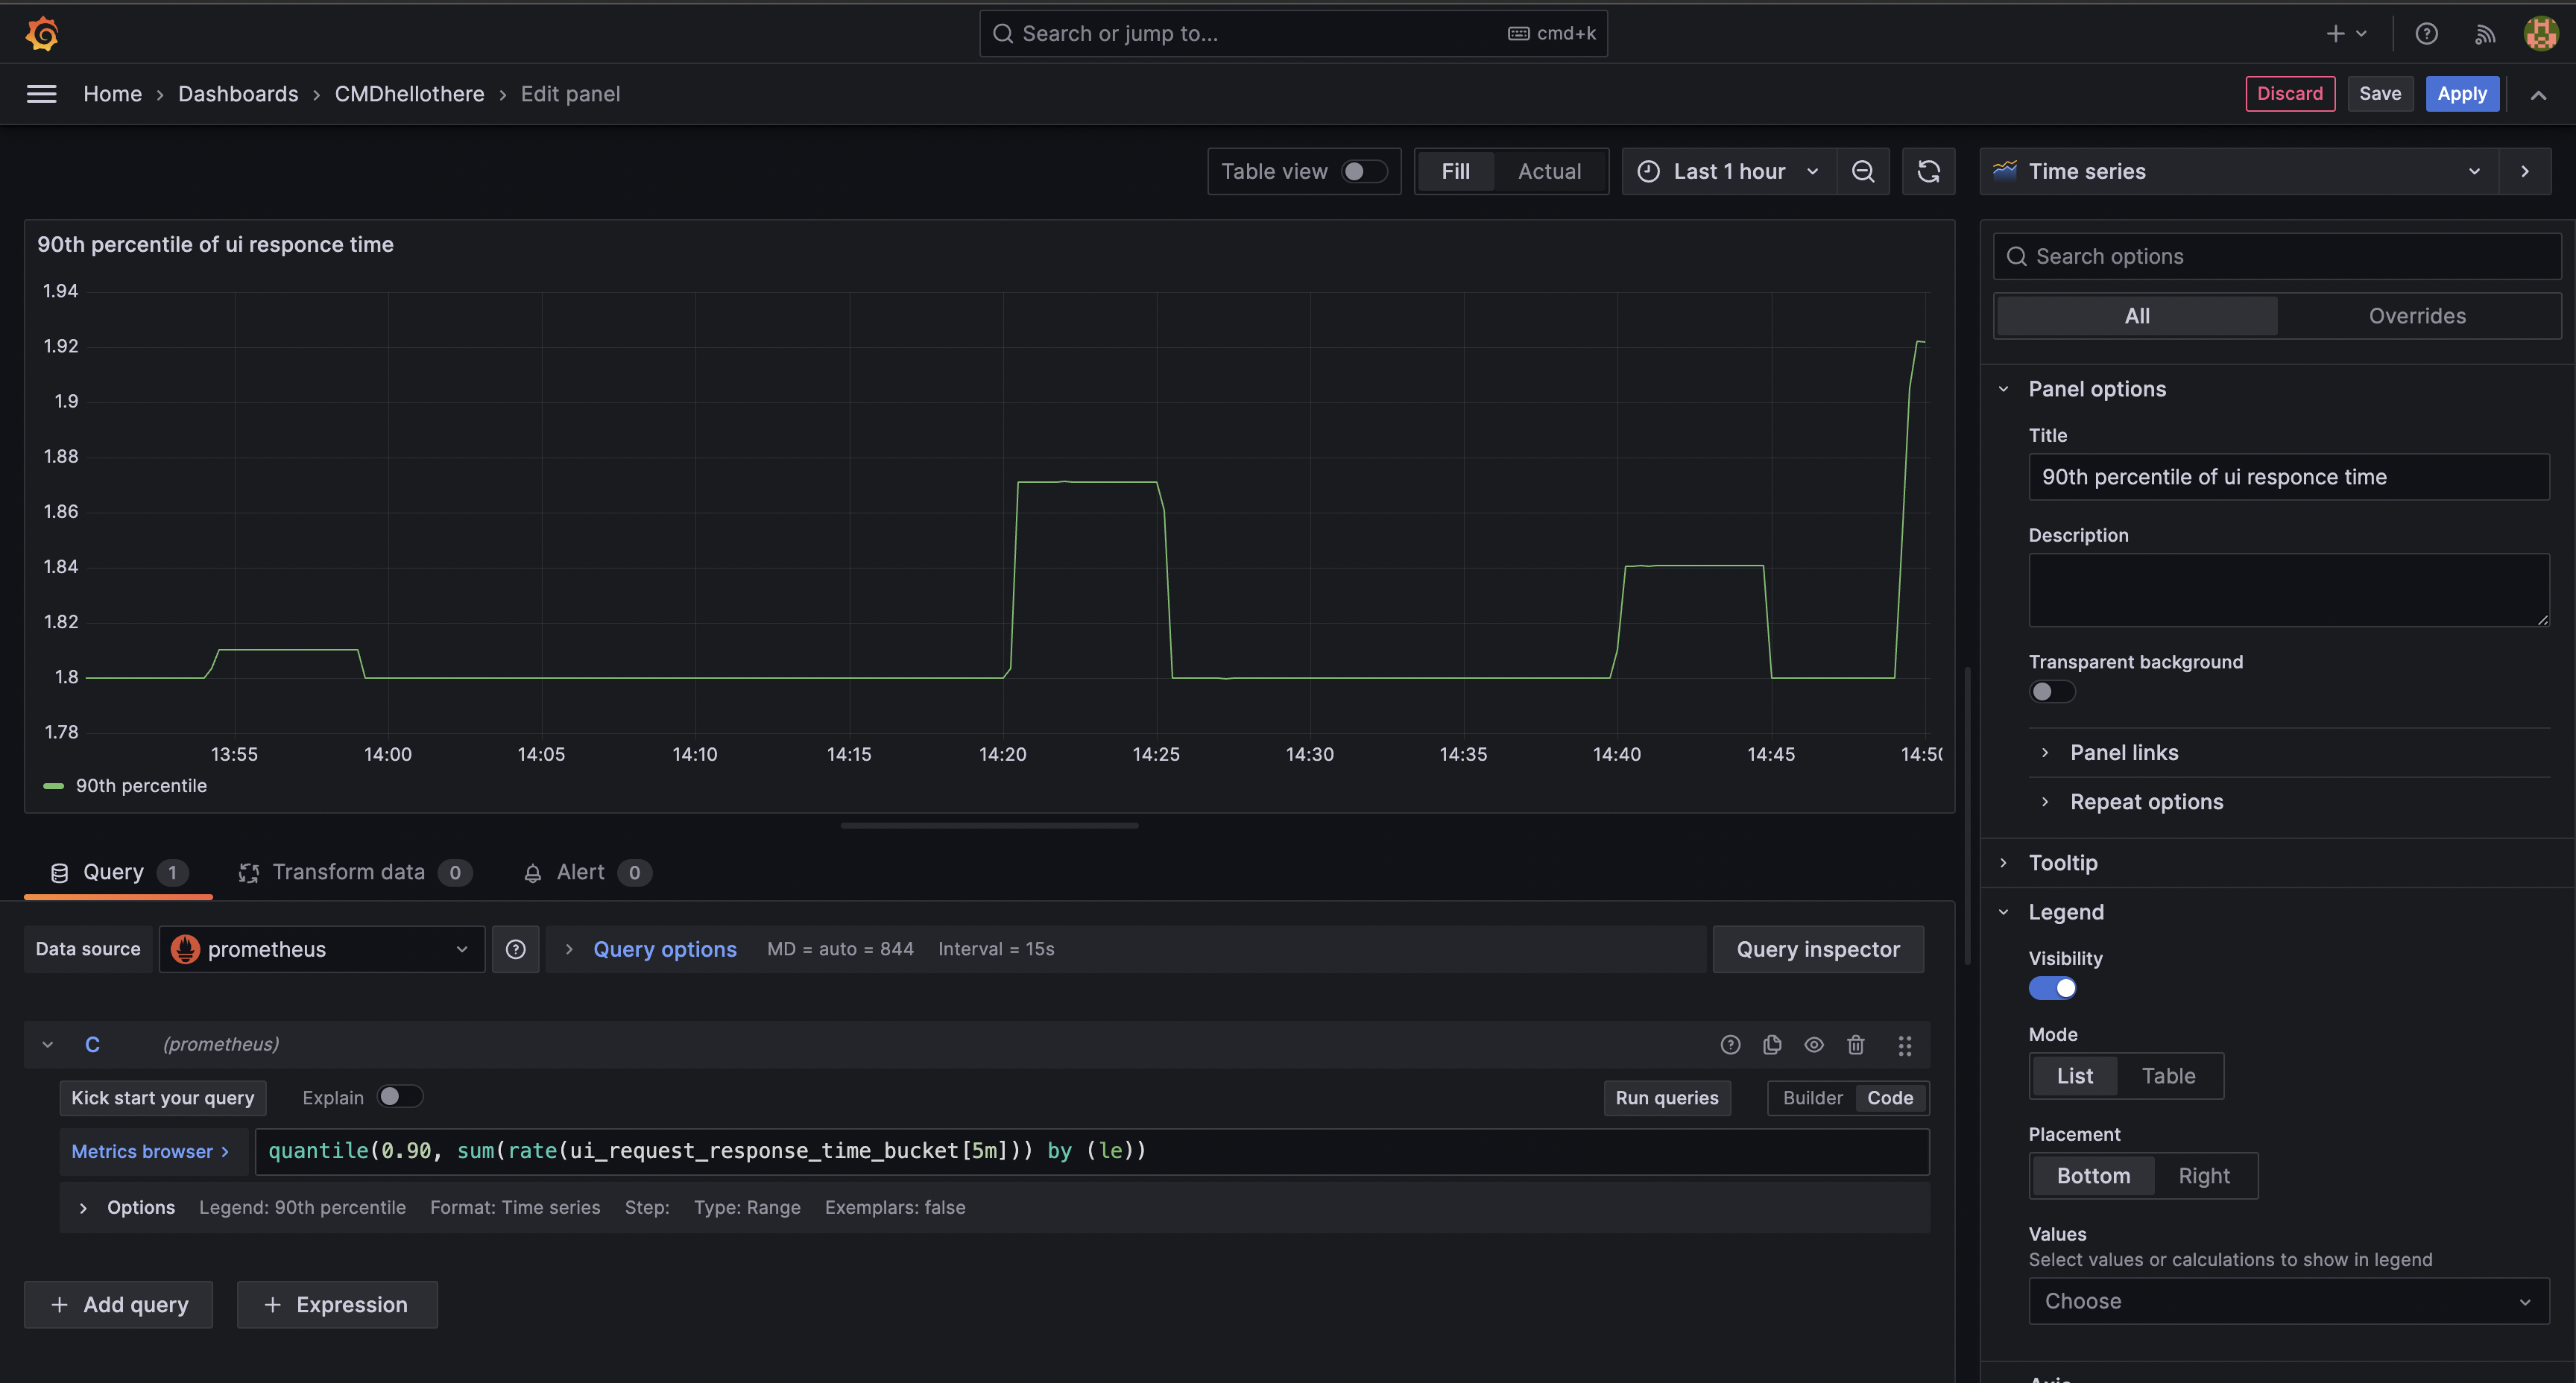 Search or jump to... cmd+k
Home › Dashboards › CMDhellothere › Edit panel Discard Save Apply
Table view Fill Actual Last 1 hour Time series
90th percentile of ui responce time
1.94
1.92
1.9
1.88
1.86
1.84
1.82
1.8
1.78
13:55 14:00 14:05 14:10 14:15 14:20 14:25 14:30 14:35 14:40 14:45 14:50
90th percentile
Query 1 Transform data 0 Alert 0
Data source prometheus Query options MD = auto = 844 Interval = 15s Query inspector
C (prometheus)
Kick start your query Explain Run queries Builder Code
Metrics browser > quantile(0.90, sum(rate(ui_request_response_time_bucket[5m])) by (le))
Options Legend: 90th percentile Format: Time series Step: Type: Range Exemplars: false
+ Add query + Expression
Search options
All Overrides
Panel options
Title
90th percentile of ui responce time
Description
Transparent background
Panel links
Repeat options
Tooltip
Legend
Visibility
Mode
List Table
Placement
Bottom Right
Values
Select values or calculations to show in legend
Choose